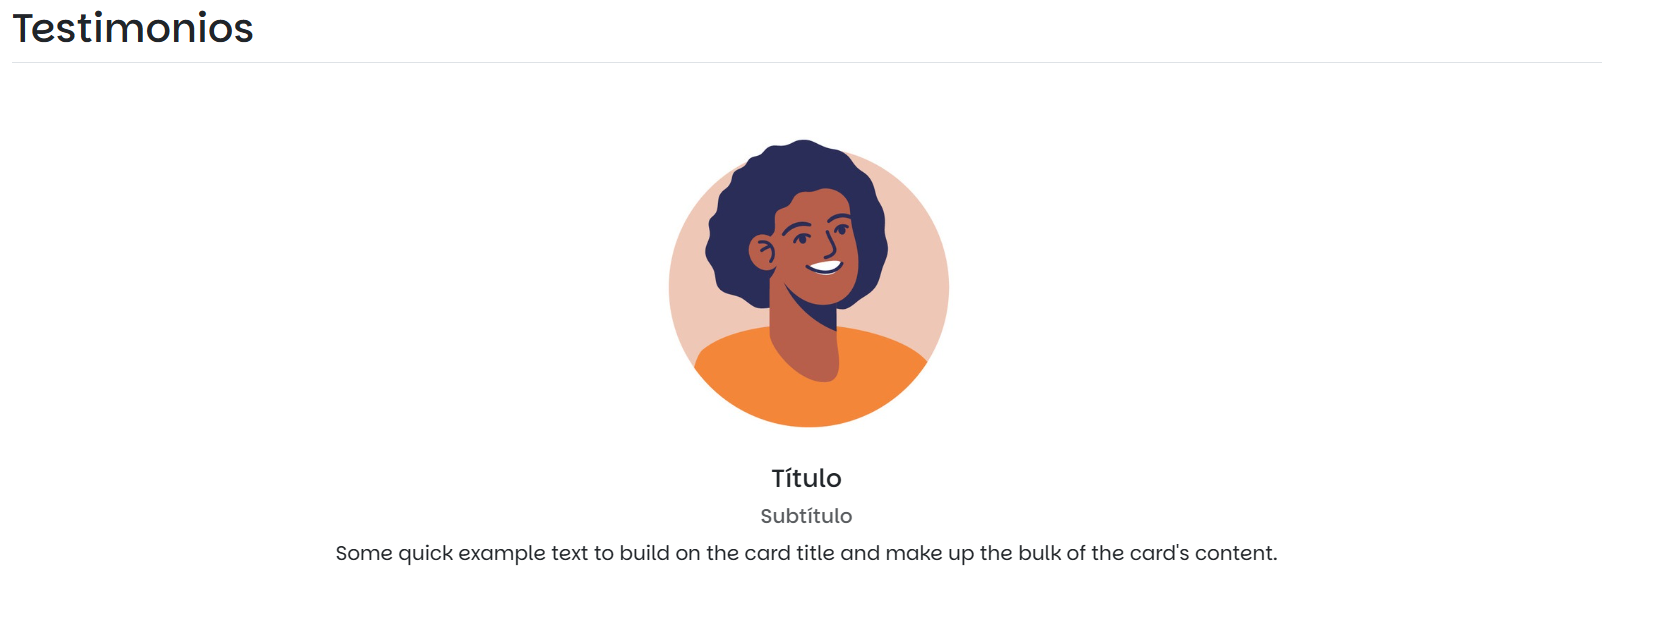 Testimonios
Título
Subtítulo
Some quick example text to build on the card title and make up the bulk of the card's content.